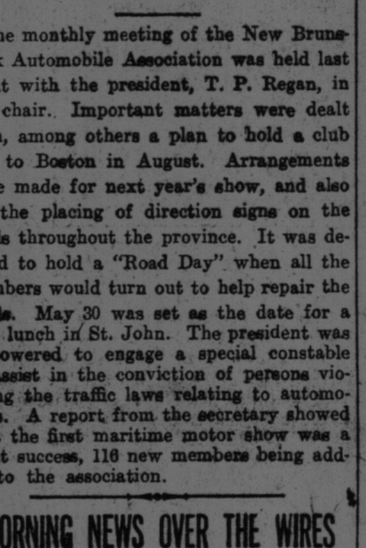 he monthly meeting of the New Bruns-
k Automobile Association was held last
t with the president, T. P. Regan, in
chair. Important matters were dealt
, among others a plan to hold a club
to Boston in August. Arrangements
e made for next year's show, and also
the placing of direction signs on the
s throughout the province. It was de-
d to hold a "Road Day" when all the
mbers would turn out to help repair the
s. May 30 was set as the date for a
lunch in St. John. The president was
owered to engage a special constable
assist in the conviction of persons vio-
ng the traffic laws relating to automo-
s. A report from the secretary showed
t the first maritime motor show was a
t success, 116 new members being add-
to the association.
ORNING NEWS OVER THE WIRES